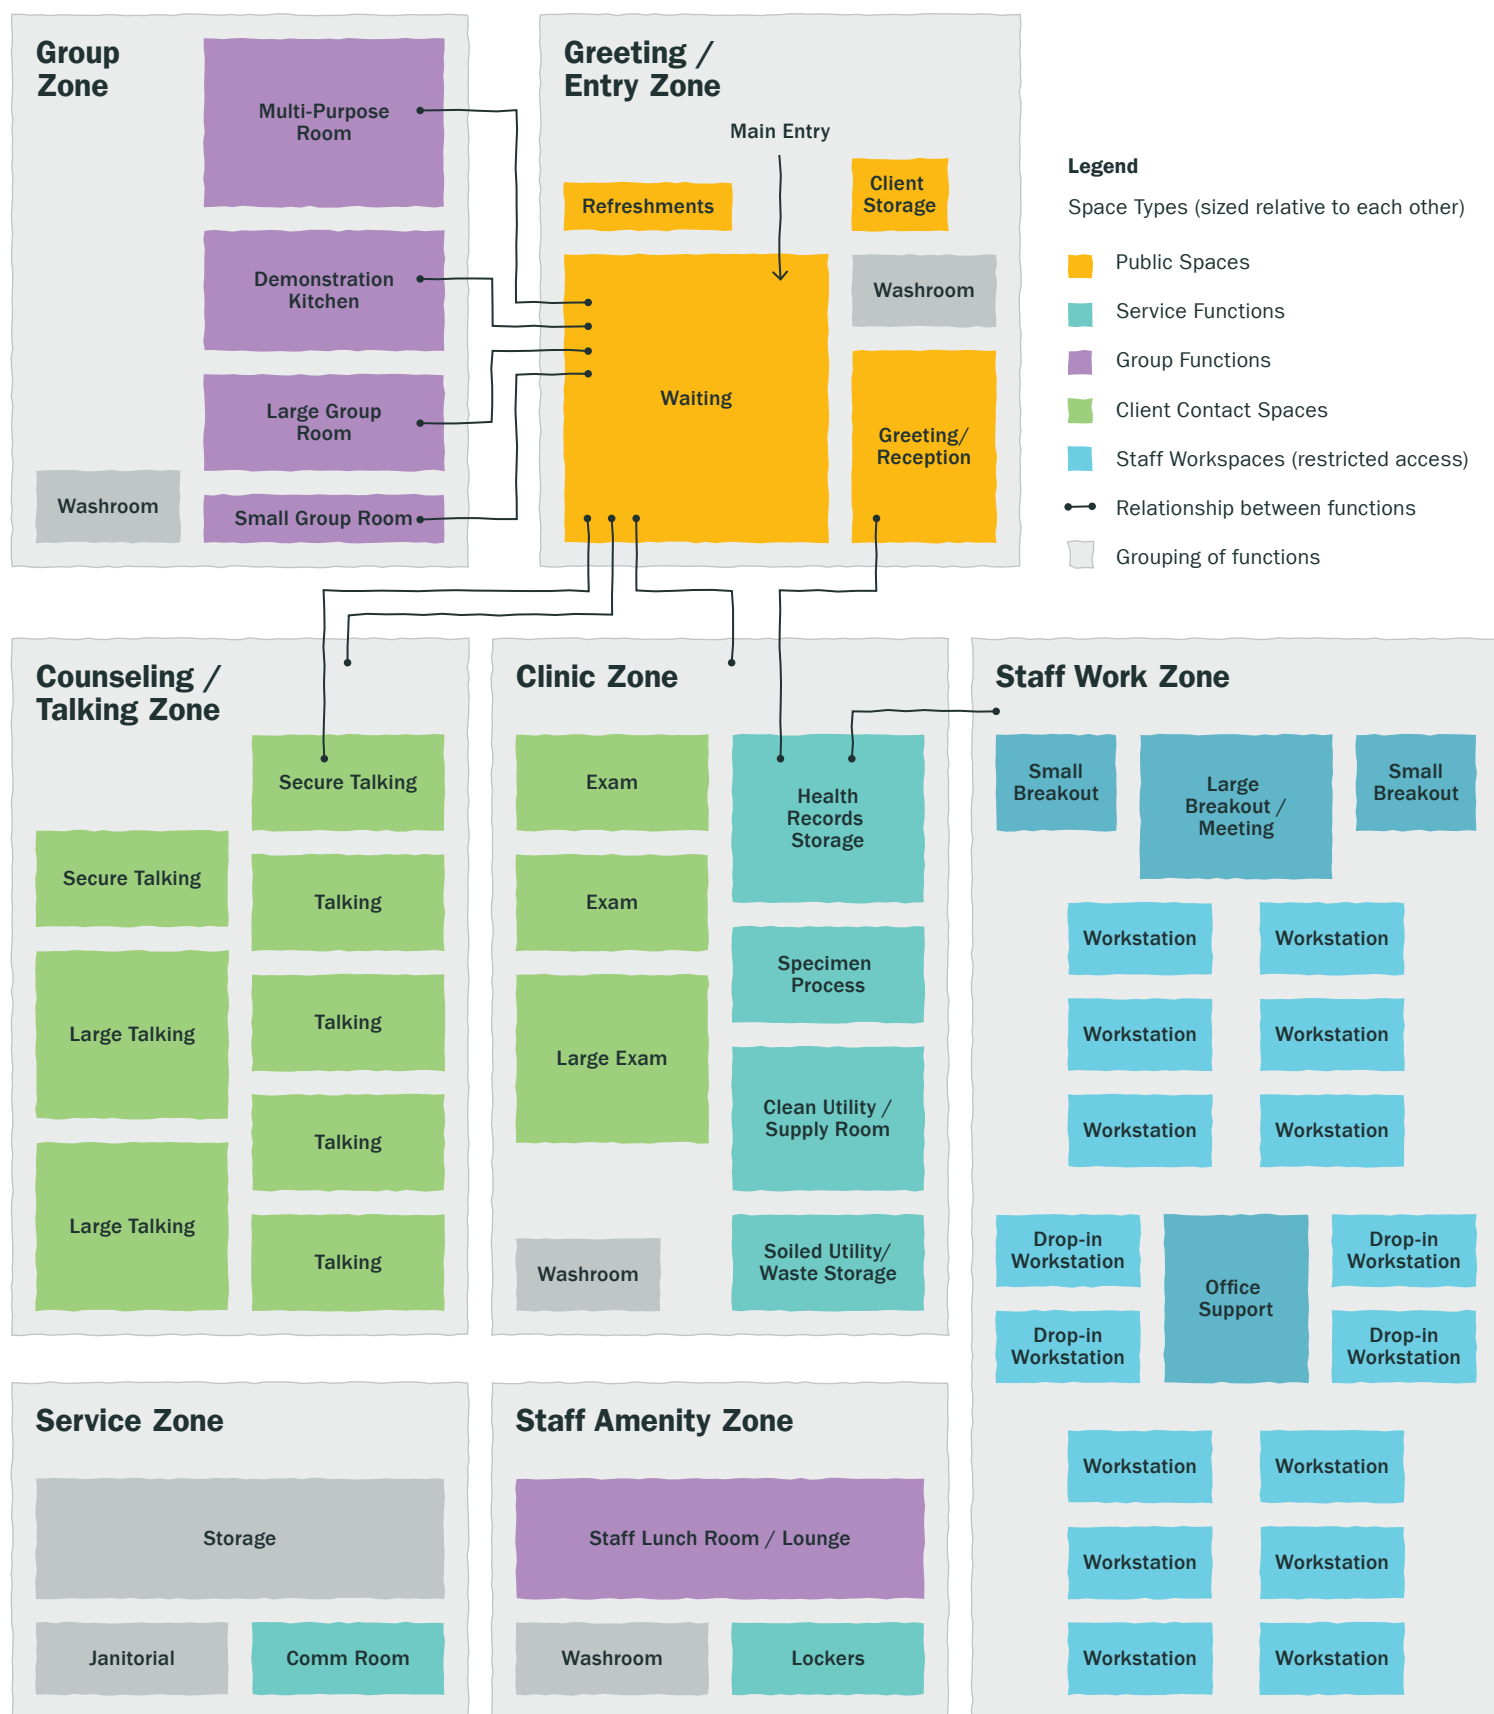 Group
Zone
Multi-Purpose
Room
Demonstration
Kitchen
Large Group
Room
Washroom
Small Group Room
Greeting /
Entry Zone
Main Entry
Refreshments
Client
Storage
Washroom
Waiting
Greeting/
Reception
Legend
Space Types (sized relative to each other)
Public Spaces
Service Functions
Group Functions
Client Contact Spaces
Staff Workspaces (restricted access)
Relationship between functions
Grouping of functions
Counseling /
Talking Zone
Secure Talking
Secure Talking
Talking
Large Talking
Talking
Talking
Large Talking
Talking
Clinic Zone
Exam
Health
Records
Storage
Exam
Specimen
Process
Large Exam
Clean Utility /
Supply Room
Washroom
Soiled Utility/
Waste Storage
Staff Work Zone
Small
Breakout
Large
Breakout /
Meeting
Small
Breakout
Workstation
Workstation
Workstation
Workstation
Workstation
Workstation
Drop-in
Workstation
Office
Support
Drop-in
Workstation
Drop-in
Workstation
Drop-in
Workstation
Workstation
Workstation
Workstation
Workstation
Workstation
Workstation
Service Zone
Storage
Janitorial
Comm Room
Staff Amenity Zone
Staff Lunch Room / Lounge
Washroom
Lockers